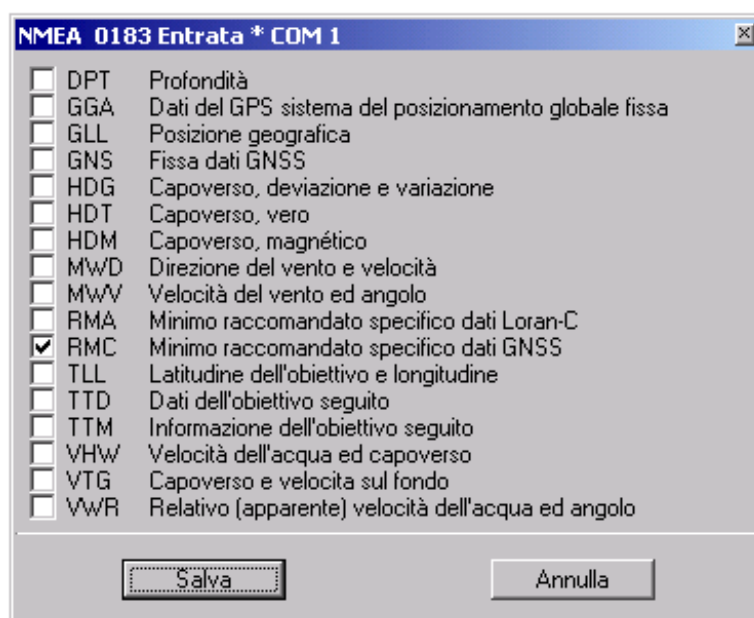 NMEA 0183 Entrata * COM 1
DPT Profondità
GGA Dati del GPS sistema del posizionamento globale fissa
GLL Posizione geografica
GNS Fissa dati GNSS
HDG Capoverso, deviazione e variazione
HDT Capoverso, vero
HDM Capoverso, magnético
MWD Direzione del vento e velocità
MWV Velocità del vento ed angolo
RMA Minimo raccomandato specifico dati Loran-C
RMC Minimo raccomandato specifico dati GNSS
TLL Latitudine dell'obiettivo e longitudine
TTD Dati dell'obiettivo seguito
TTM Informazione dell'obiettivo seguito
VHW Velocità dell'acqua ed capoverso
VTG Capoverso e velocita sul fondo
VWR Relativo (apparente) velocità dell'acqua ed angolo
Salva Annulla